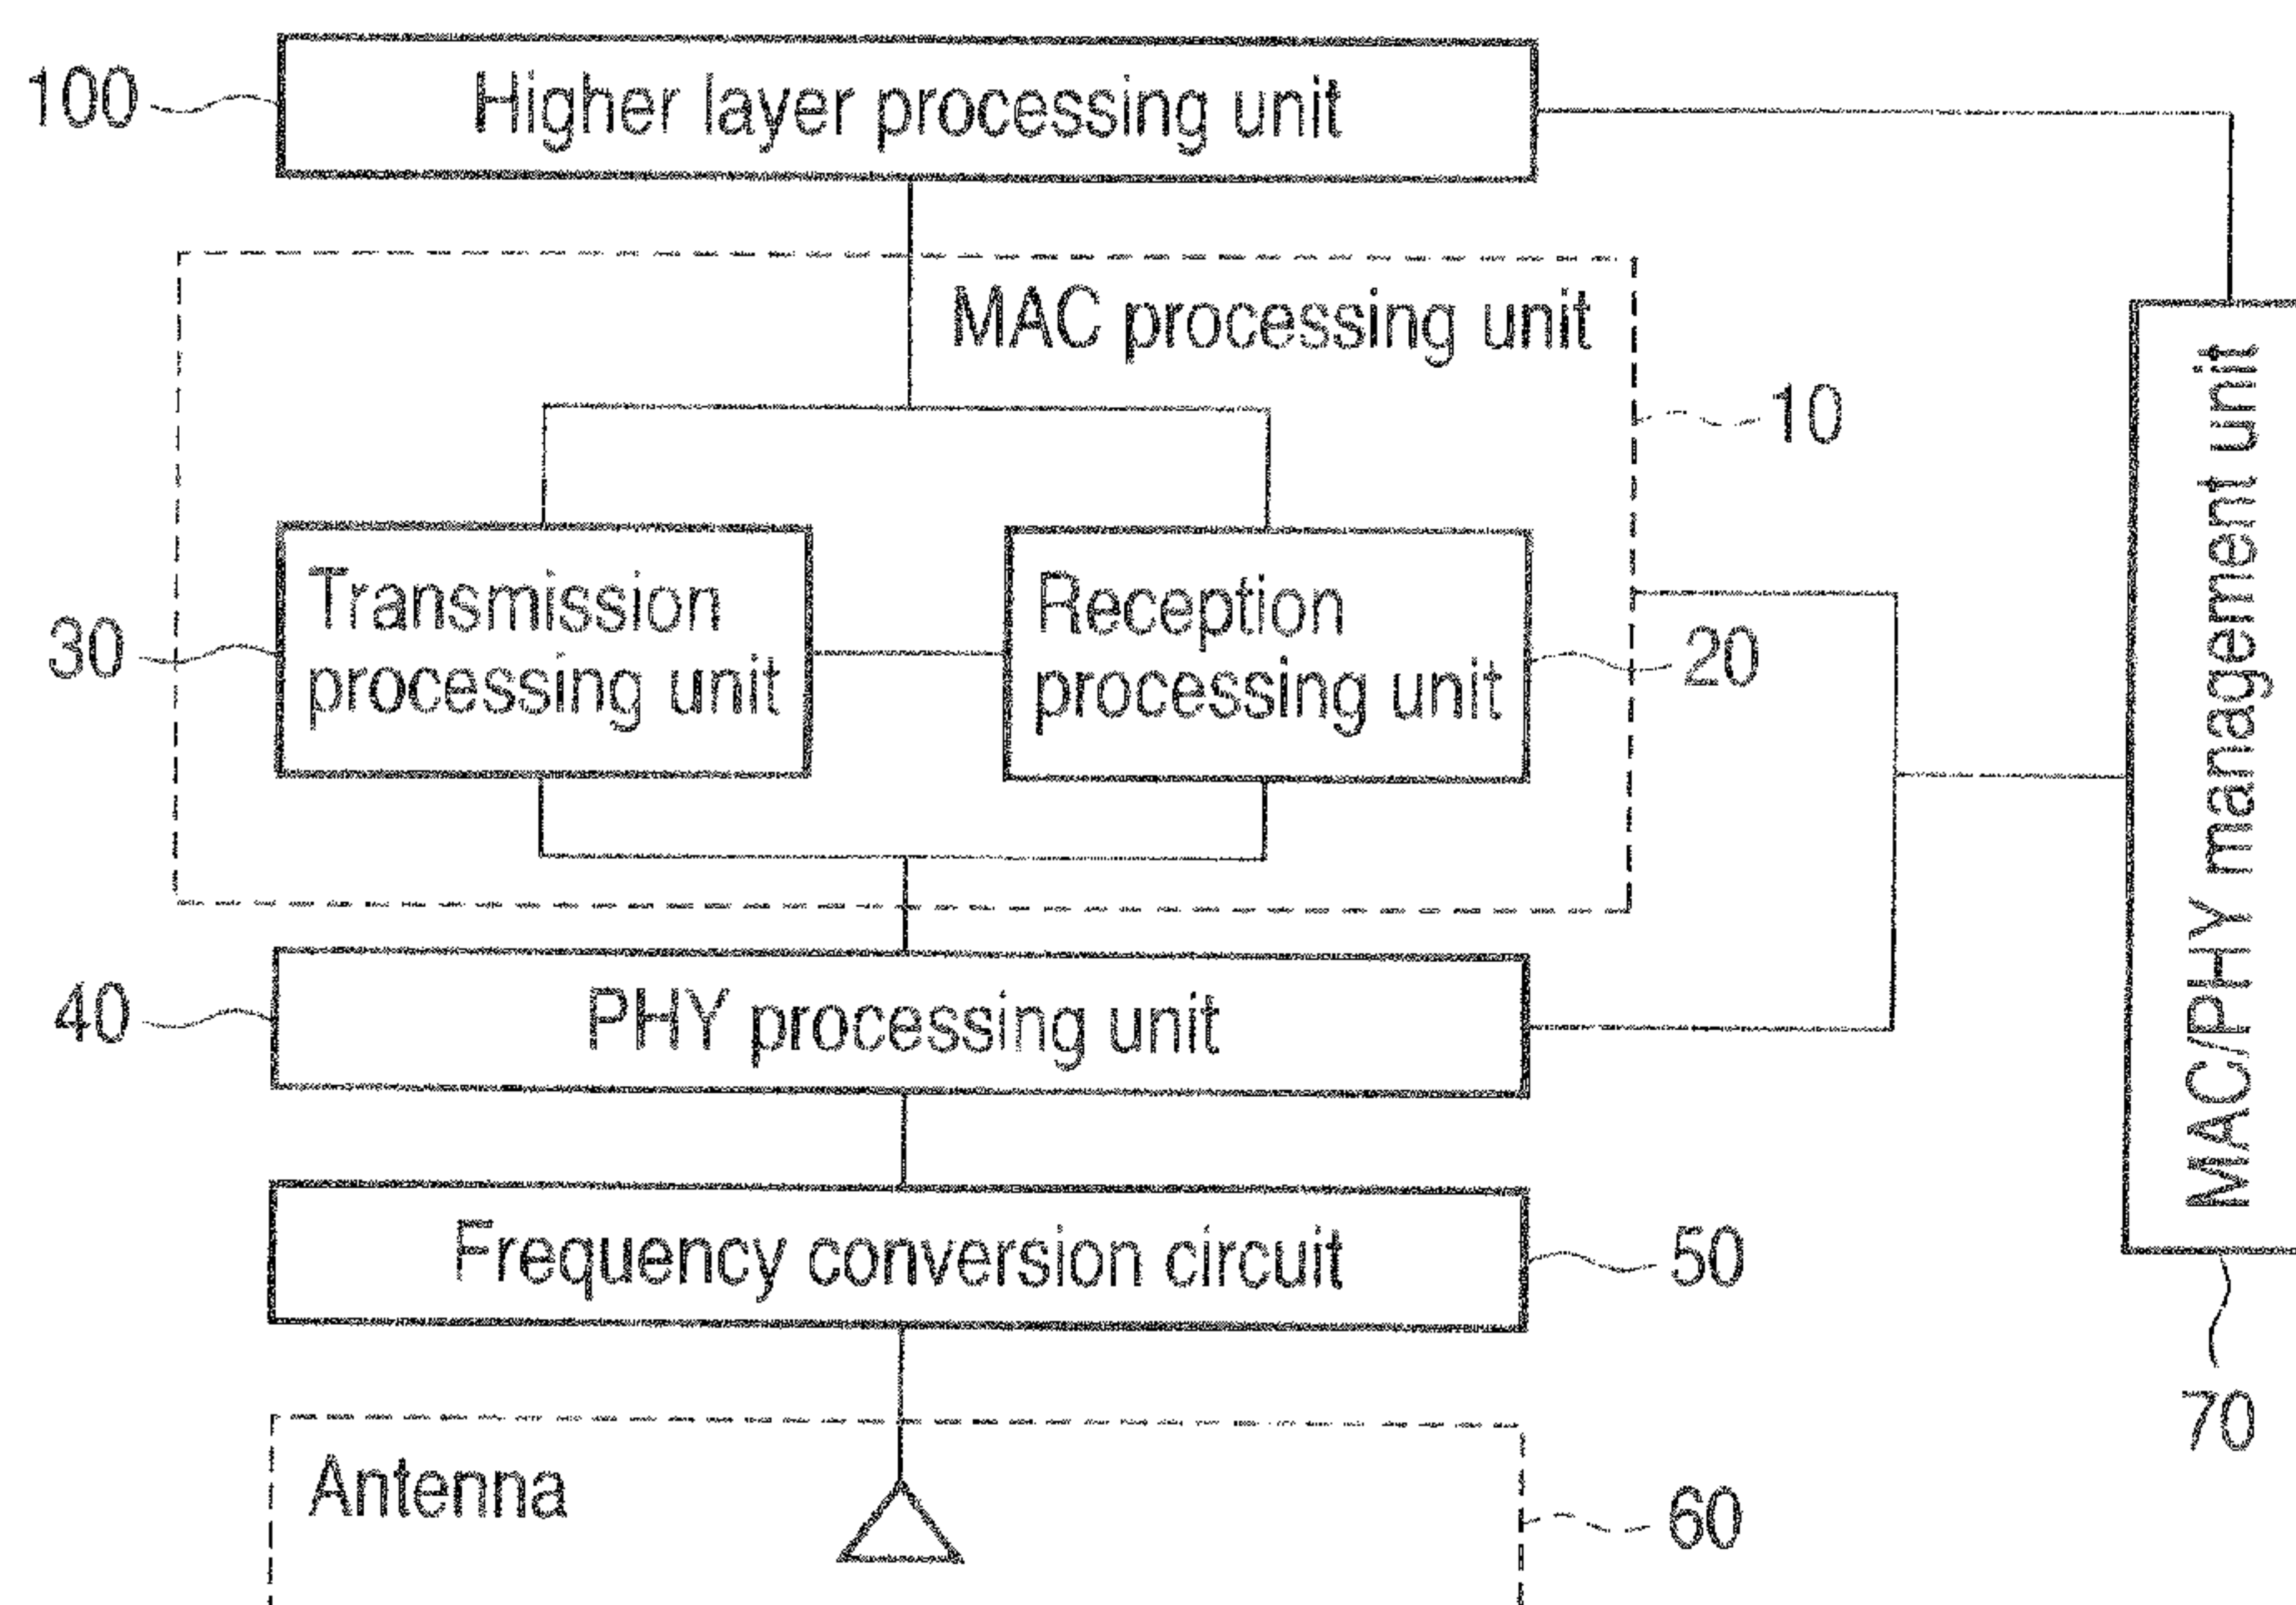 100
Higher layer processing unit
MAC processing unit
10
30
Transmission
processing unit
Reception
processing unit
20
MAC/PHY management unit
40
PHY processing unit
Frequency conversion circuit
50
70
Antenna
60